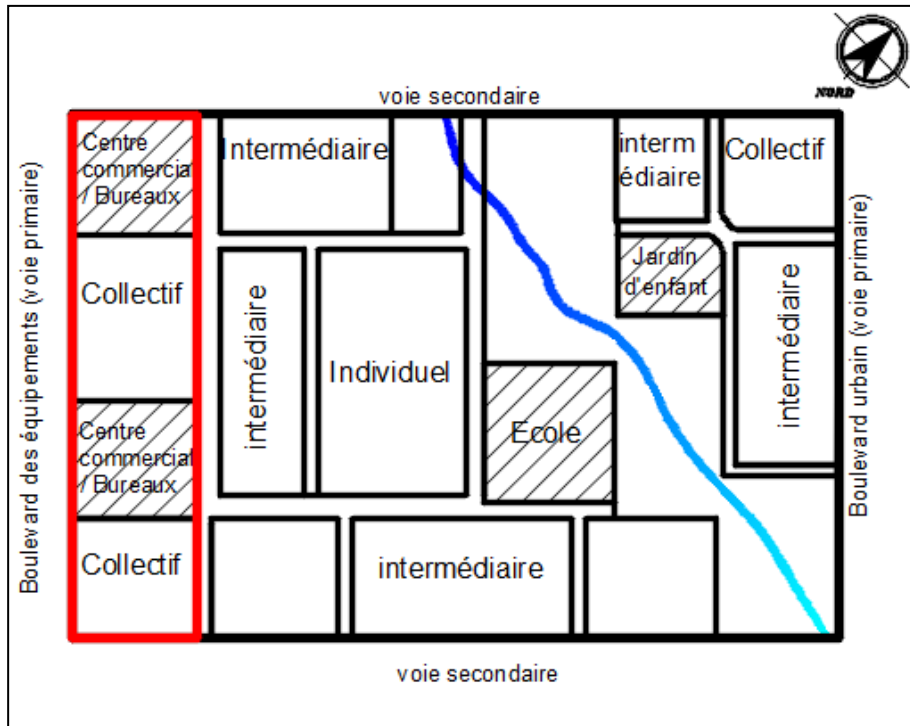 NORD
voie secondaire
Boulevard des équipements (voie primaire)
Centre
commercial
/ Bureaux
Collectif
Centre
commercial
/ Bureaux
Collectif
Intermédiaire
intermédiaire
Individuel
Ecole
interm
édiaire
Collectif
Jardin
d'enfant
intermédiaire
Boulevard urbain (voie primaire)
intermédiaire
voie secondaire